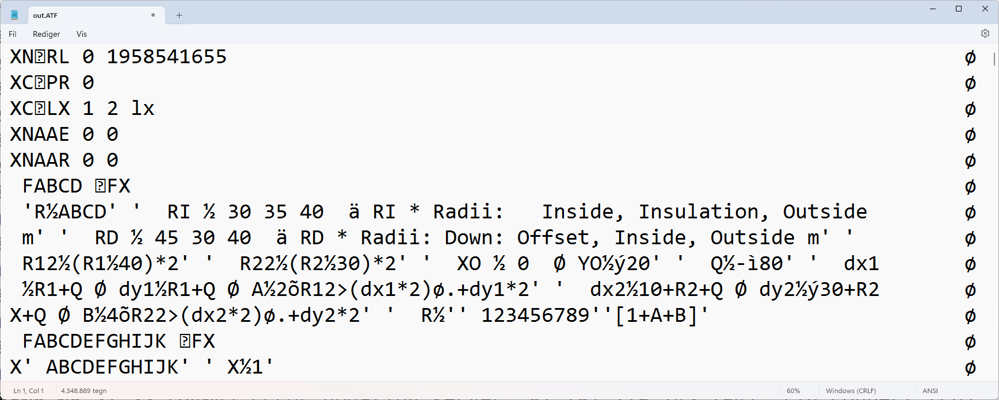 out.ATF
Fil Rediger Vis
XN⍰RL 0 1958541655 ø
XC⍰PR 0 ø
XC⍰LX 1 2 lx ø
XNAAE 0 0 ø
XNAAR 0 0 ø
FABCD ⍰FX ø
'R½ABCD' '  RI ½ 30 35 40  ä RI * Radii:   Inside, Insulation, Outside ø
m' '  RD ½ 45 30 40  ä RD * Radii: Down: Offset, Inside, Outside m' ' ø
R12½(R1½40)*2' '  R22½(R2½30)*2' '  XO ½ 0  Ø YO½ý20' '  Q½-ì80' '  dx1 ø
½R1+Q Ø dy1½R1+Q Ø A½2õR12>(dx1*2)ø.+dy1*2' '  dx2½10+R2+Q Ø dy2½ý30+R2 ø
X+Q Ø B½4õR22>(dx2*2)ø.+dy2*2' '  R½'' 123456789''[1+A+B]' ø
FABCDEFGHIJK ⍰FX ø
X' ABCDEFGHIJK' ' X½1' ø
Ln 1, Col 1 4.348.889 tegn 60% Windows (CRLF) ANSI